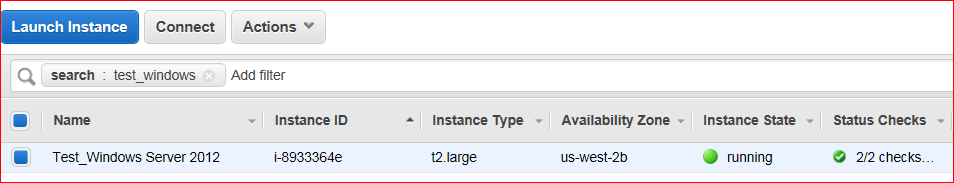 Launch Instance Connect Actions
search : test_windows Add filter
Name Instance ID Instance Type Availability Zone Instance State Status Checks
Test_Windows Server 2012 i-8933364e t2.large us-west-2b running 2/2 checks...